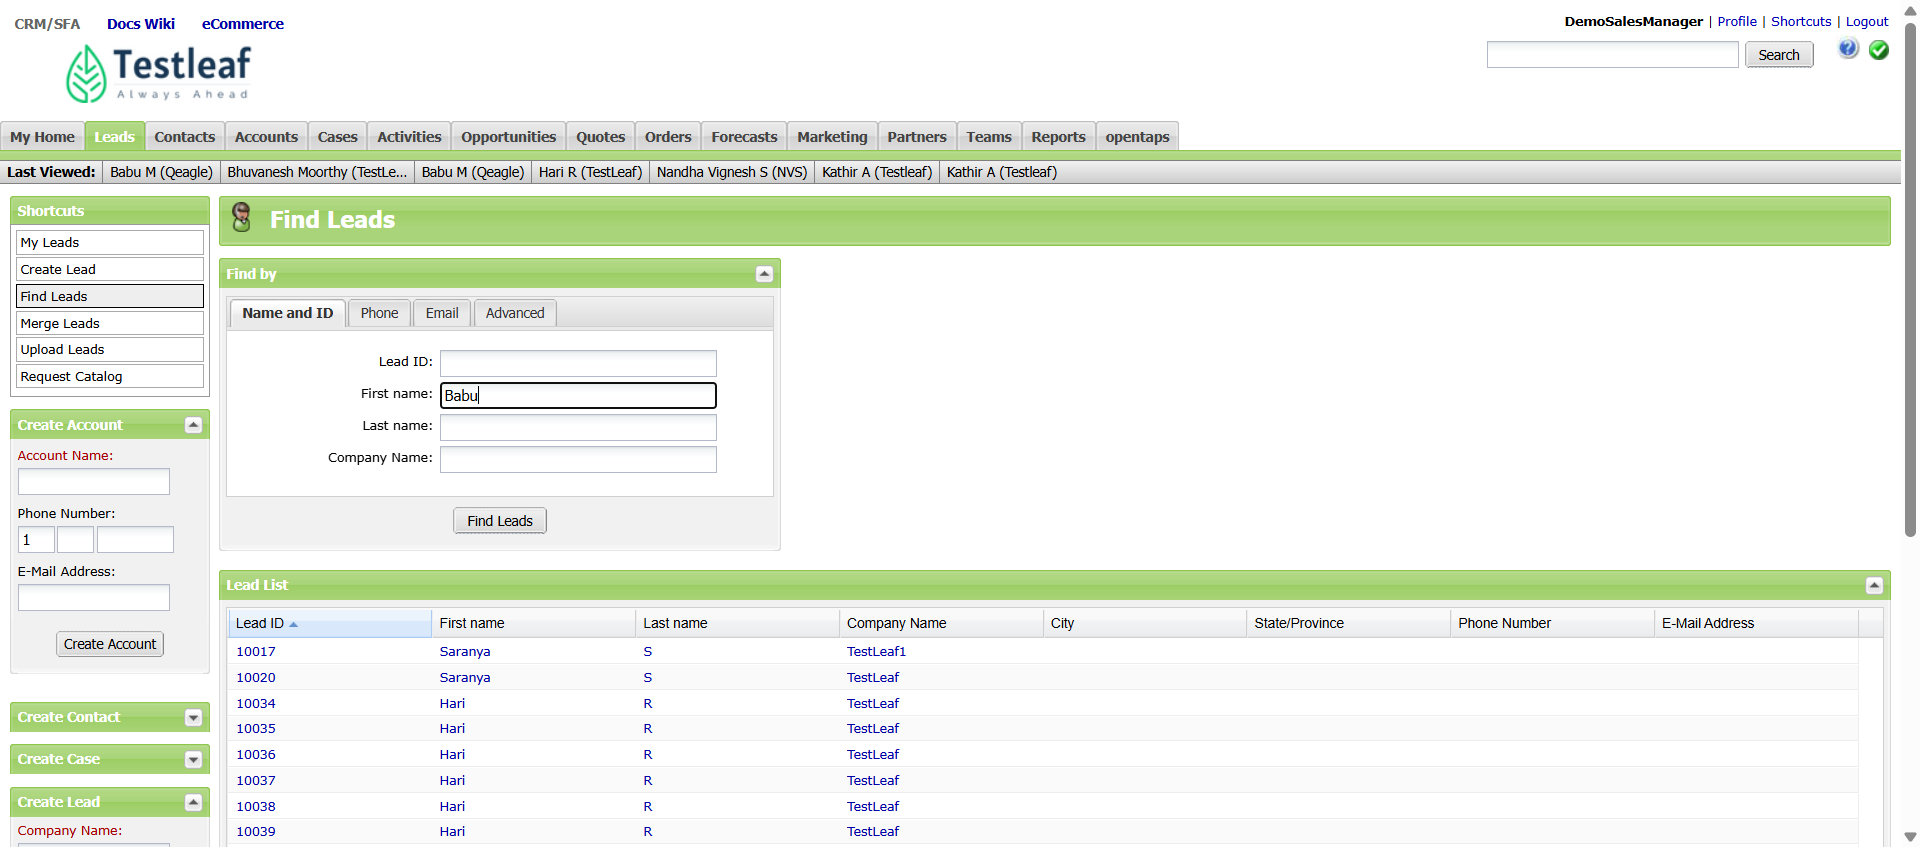 CRM/SFA Docs Wiki eCommerce
DemoSalesManager | Profile | Shortcuts | Logout
Testleaf
Always Ahead
Search
My Home Leads Contacts Accounts Cases Activities Opportunities Quotes Orders Forecasts Marketing Partners Teams Reports opentaps
Last Viewed: Babu M (Qeagle) Bhuvanesh Moorthy (TestLe... Babu M (Qeagle) Hari R (TestLeaf) Nandha Vignesh S (NVS) Kathir A (Testleaf) Kathir A (Testleaf)
Shortcuts
My Leads
Create Lead
Find Leads
Merge Leads
Upload Leads
Request Catalog
Create Account
Account Name:
Phone Number:
1
E-Mail Address:
Create Account
Create Contact
Create Case
Create Lead
Company Name:
Find Leads
Find by
Name and ID Phone Email Advanced
Lead ID:
First name: Babu
Last name:
Company Name:
Find Leads
Lead List
Lead ID First name Last name Company Name City State/Province Phone Number E-Mail Address
10017 Saranya S TestLeaf1
10020 Saranya S TestLeaf
10034 Hari R TestLeaf
10035 Hari R TestLeaf
10036 Hari R TestLeaf
10037 Hari R TestLeaf
10038 Hari R TestLeaf
10039 Hari R TestLeaf